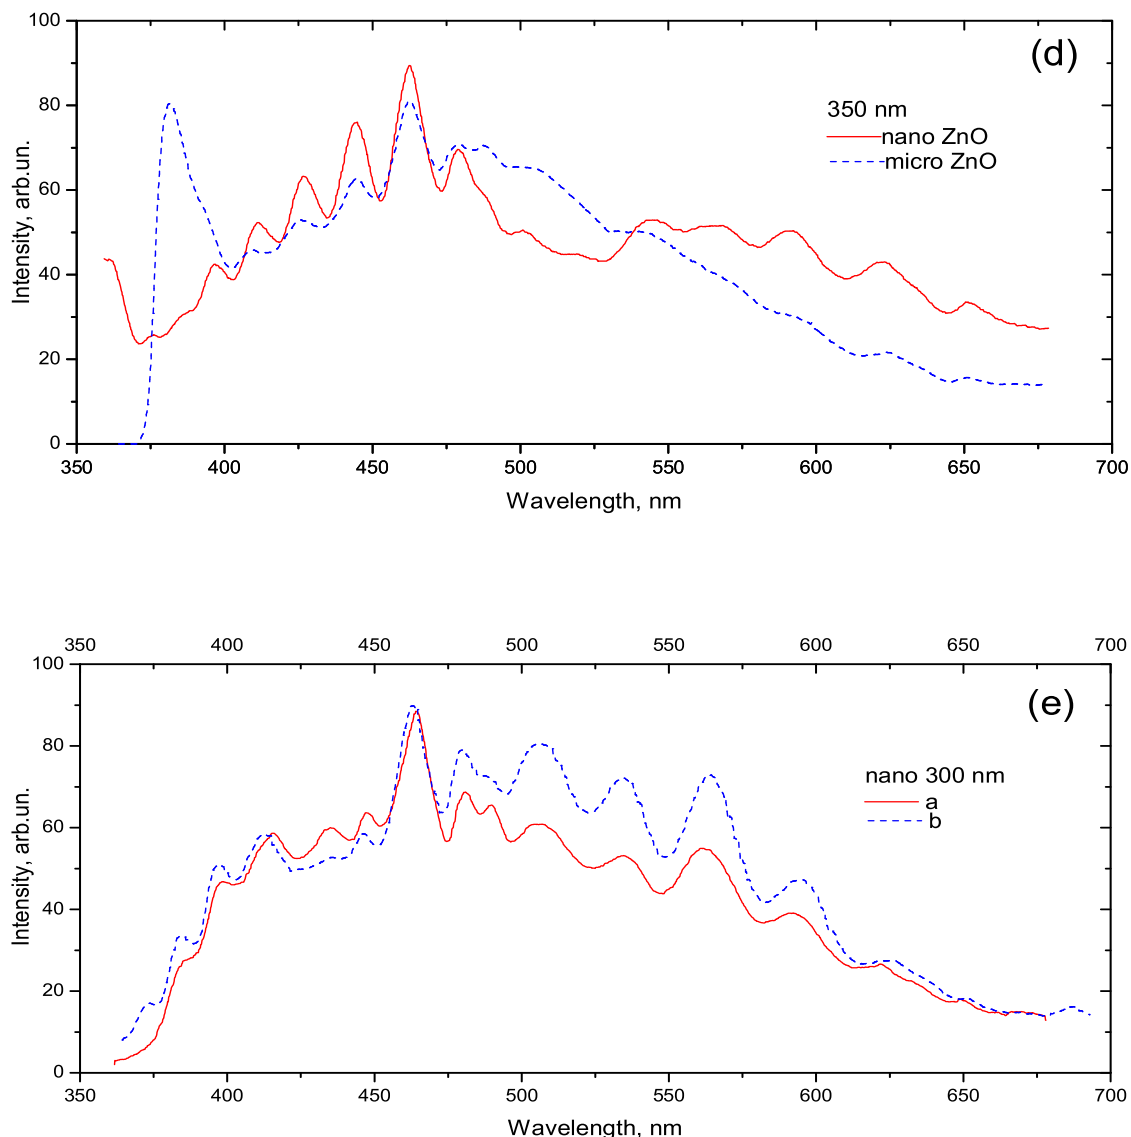 100
(d)
80
350 nm
nano ZnO
micro ZnO
60
Intensity, arb.un.
40
20
0
350 400 450 500 550 600 650 700
Wavelength, nm
350 400 450 500 550 600 650 700
100
(e)
80
nano 300 nm
a
b
60
Intensity, arb.un.
40
20
0
350 400 450 500 550 600 650 700
Wavelength, nm